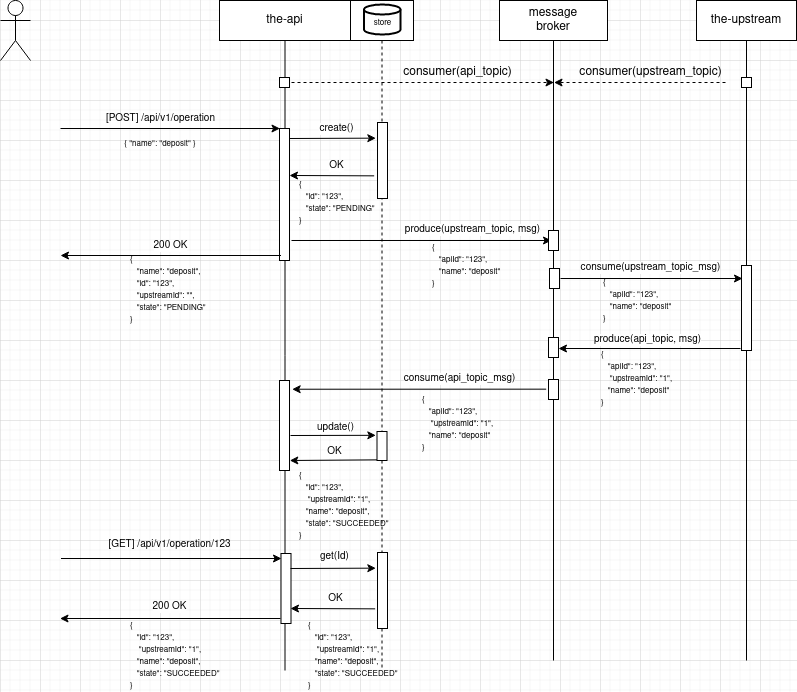 the-api
store
message
broker
the-upstream
consumer(api_topic)
consumer(upstream_topic)
[POST] /api/v1/operation
{ "name": "deposit" }
create()
OK
{
"id": "123",
"state": "PENDING"
}
produce(upstream_topic, msg)
{
"apiId": "123",
"name": "deposit"
}
200 OK
{
"name": "deposit",
"id": "123",
"upstreamId": "",
"state": "PENDING"
}
consume(upstream_topic_msg)
{
"apiId": "123",
"name": "deposit"
}
produce(api_topic, msg)
{
"apiId": "123",
"upstreamId": "1",
"name": "deposit"
}
consume(api_topic_msg)
{
"apiId": "123",
"upstreamId": "1",
"name": "deposit"
}
update()
OK
{
"id": "123",
"upstreamId": "1",
"name": "deposit",
"state": "SUCCEEDED"
}
[GET] /api/v1/operation/123
get(Id)
OK
{
"id": "123",
"upstreamId": "1",
"name": "deposit",
"state": "SUCCEEDED"
}
200 OK
{
"id": "123",
"upstreamId": "1",
"name": "deposit",
"state": "SUCCEEDED"
}